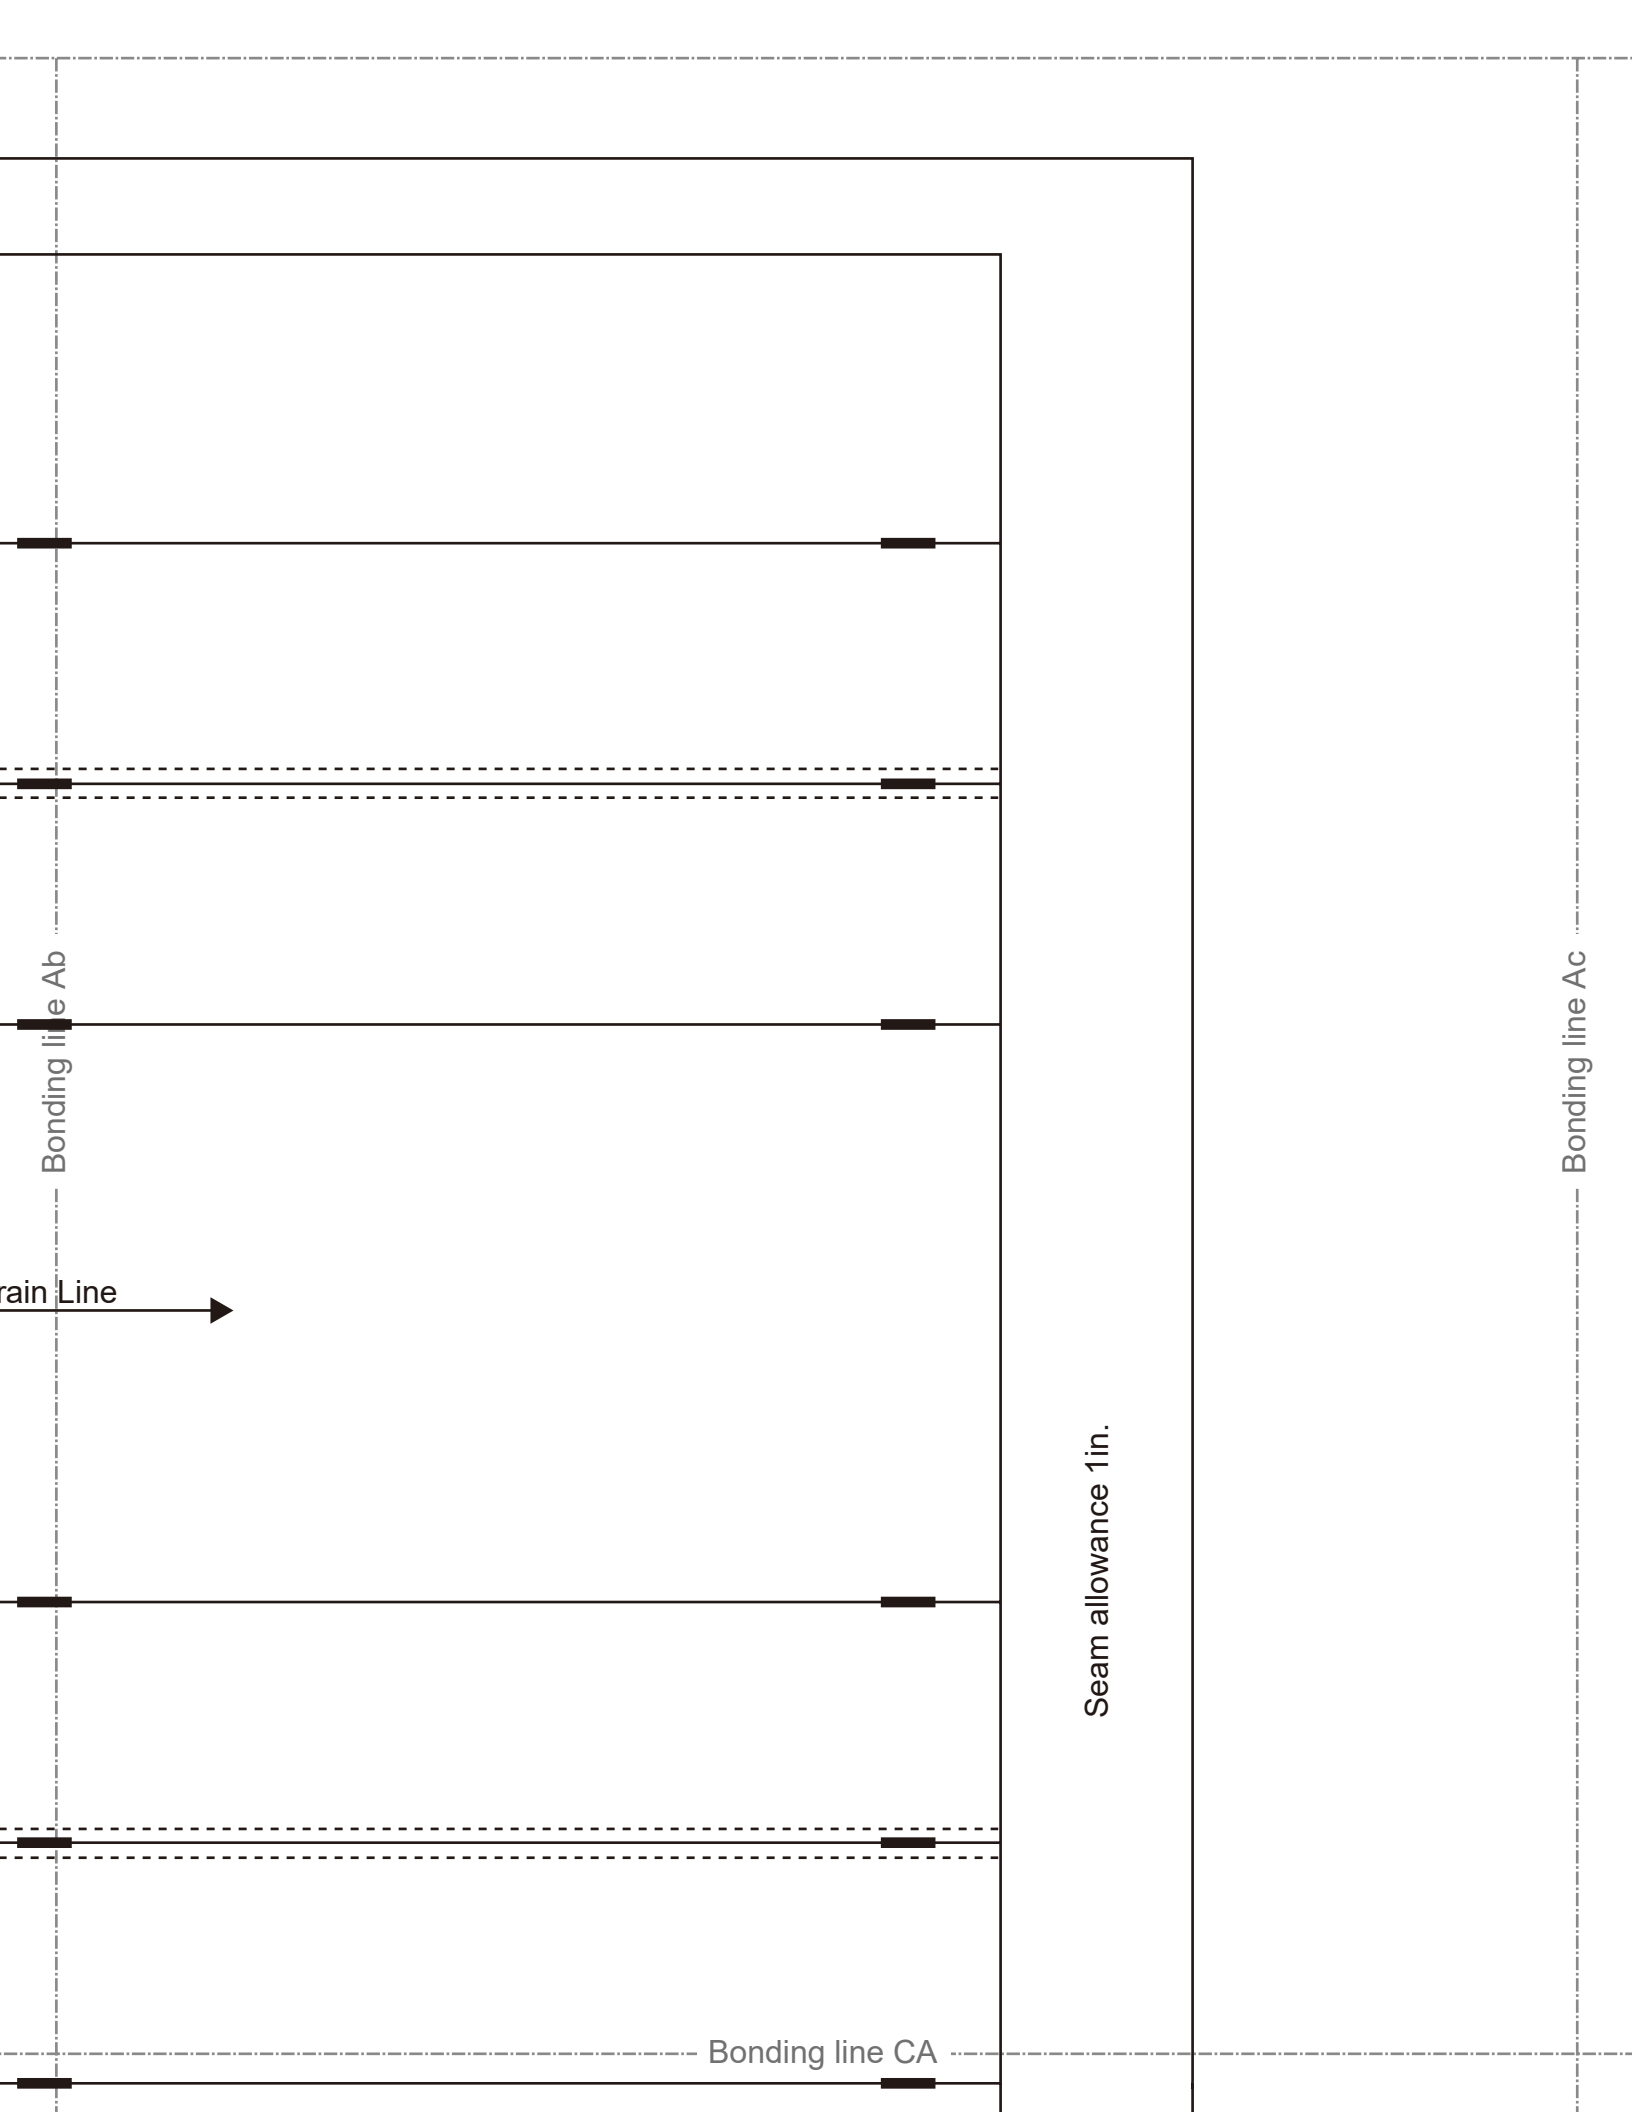 Bonding line Ab
Bonding line Ac
rain Line
Seam allowance 1in.
Bonding line CA